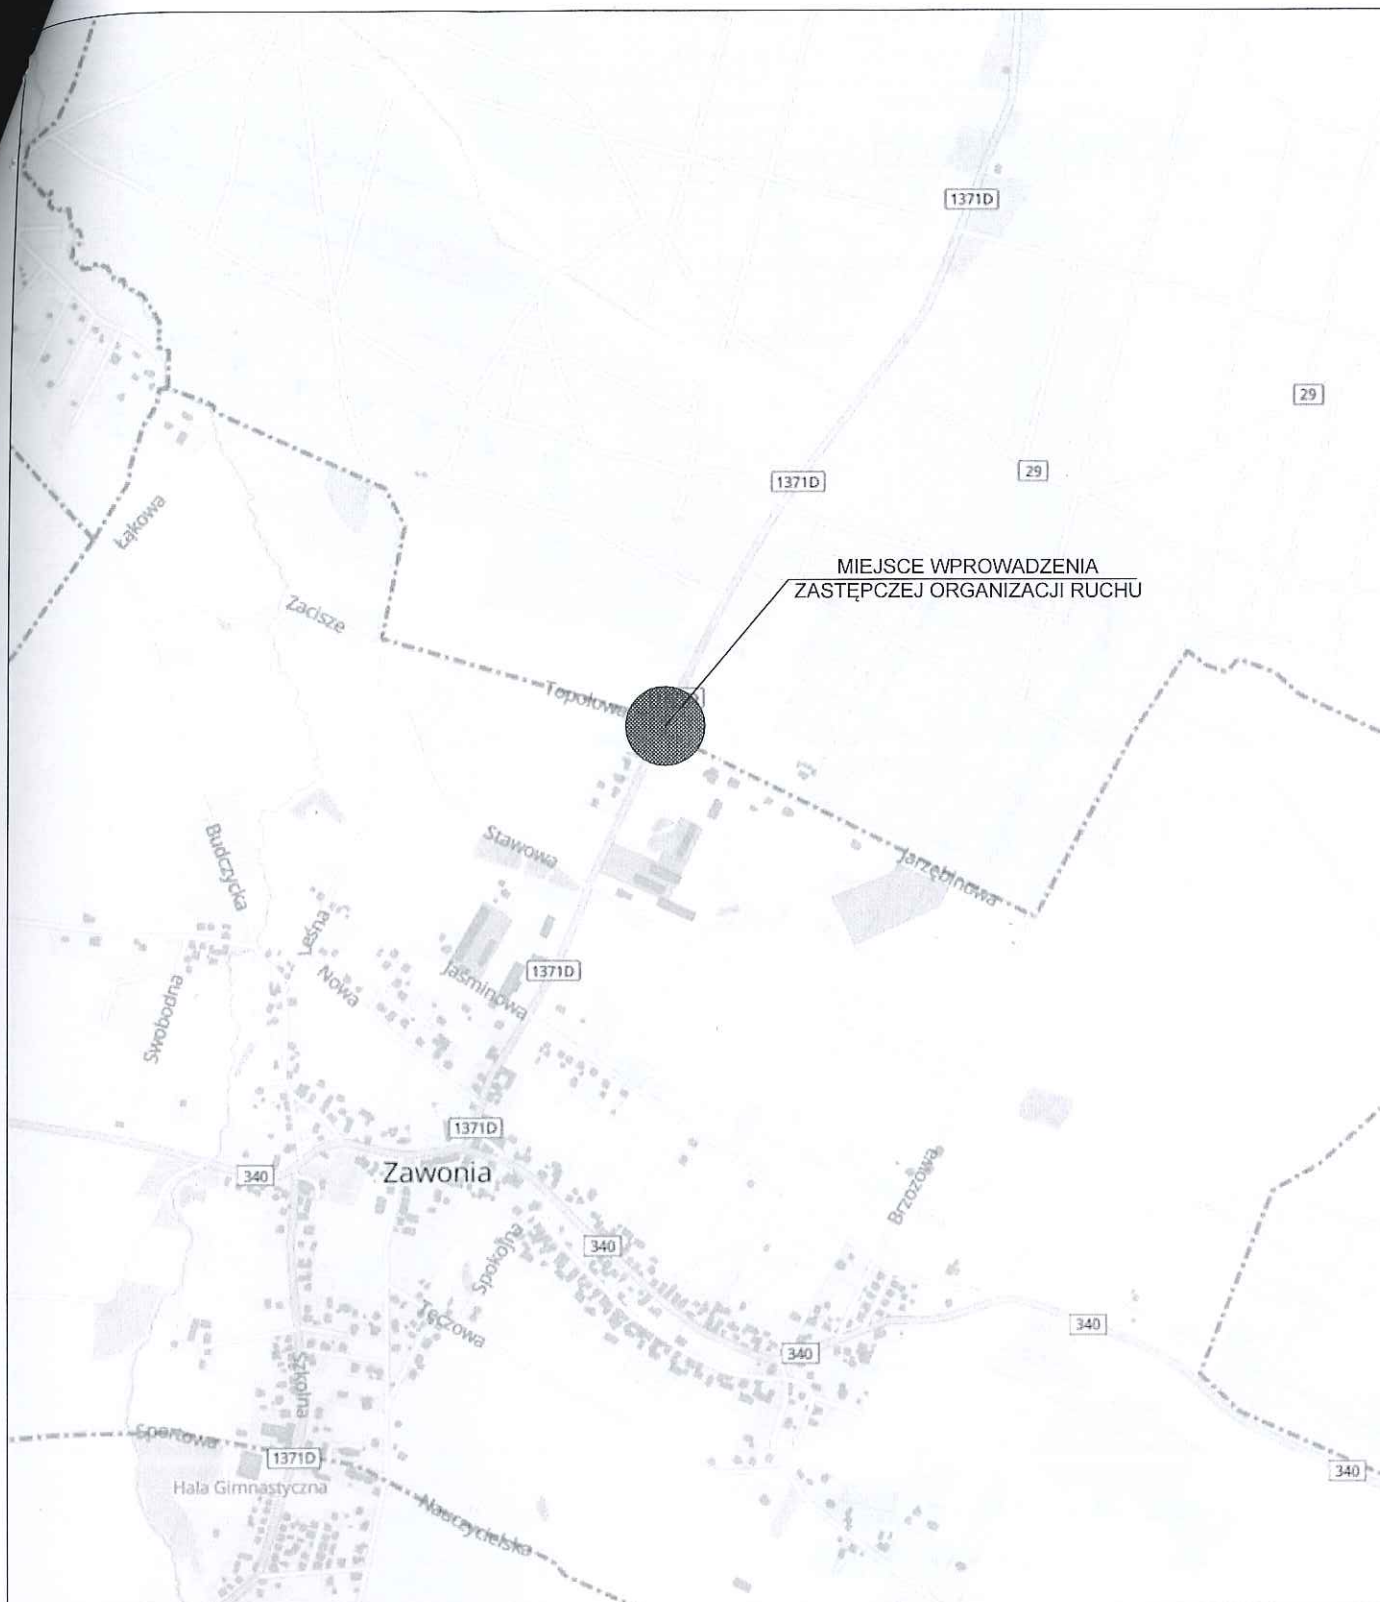 1371D
29
29
1371D
Łąkowa
MIEJSCE WPROWADZENIA
ZASTĘPCZEJ ORGANIZACJI RUCHU
Zacisze
Topolowa
Stawowa
Budczycka
Jarzębinowa
Leśna
Nowa
1371D
Jaśminowa
Swobodna
1371D
Zawonia
340
Brzozowa
340
Spokojna
Tęczowa
340
340
Szkolna
Sportowa
1371D
340
Hala Gimnastyczna
Nauczycielska